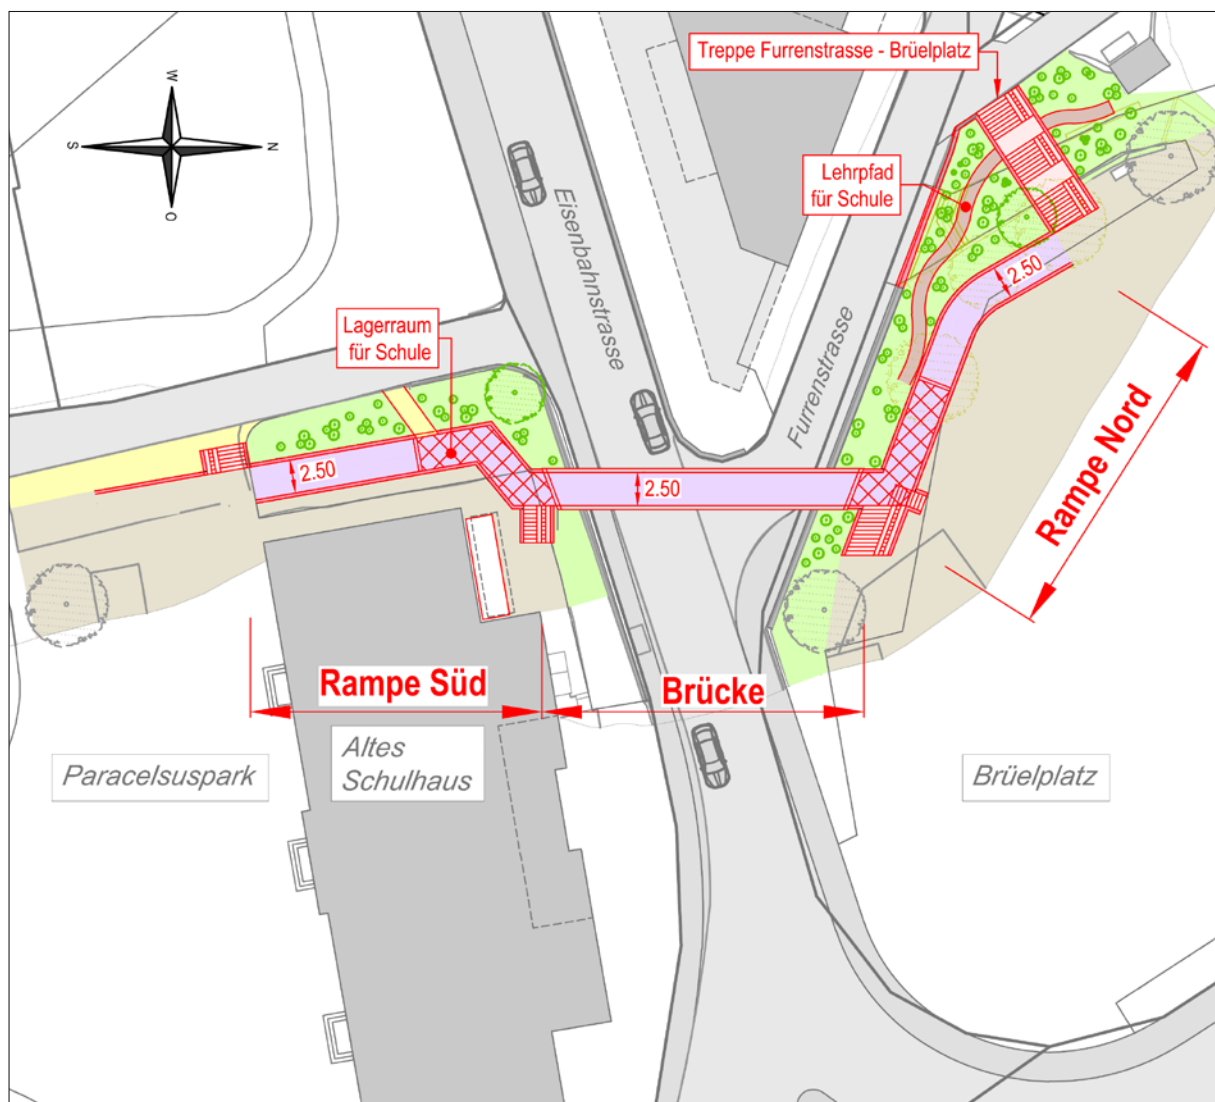 Treppe Furrenstrasse - Brüelplatz
W
S
N
O
Lehrpfad
für Schule
Eisenbahnstrasse
2.50
Lagerraum
für Schule
Furrenstrasse
2.50
2.50
Rampe Nord
Rampe Süd
Brücke
Altes
Schulhaus
Paracelsuspark
Brüelplatz